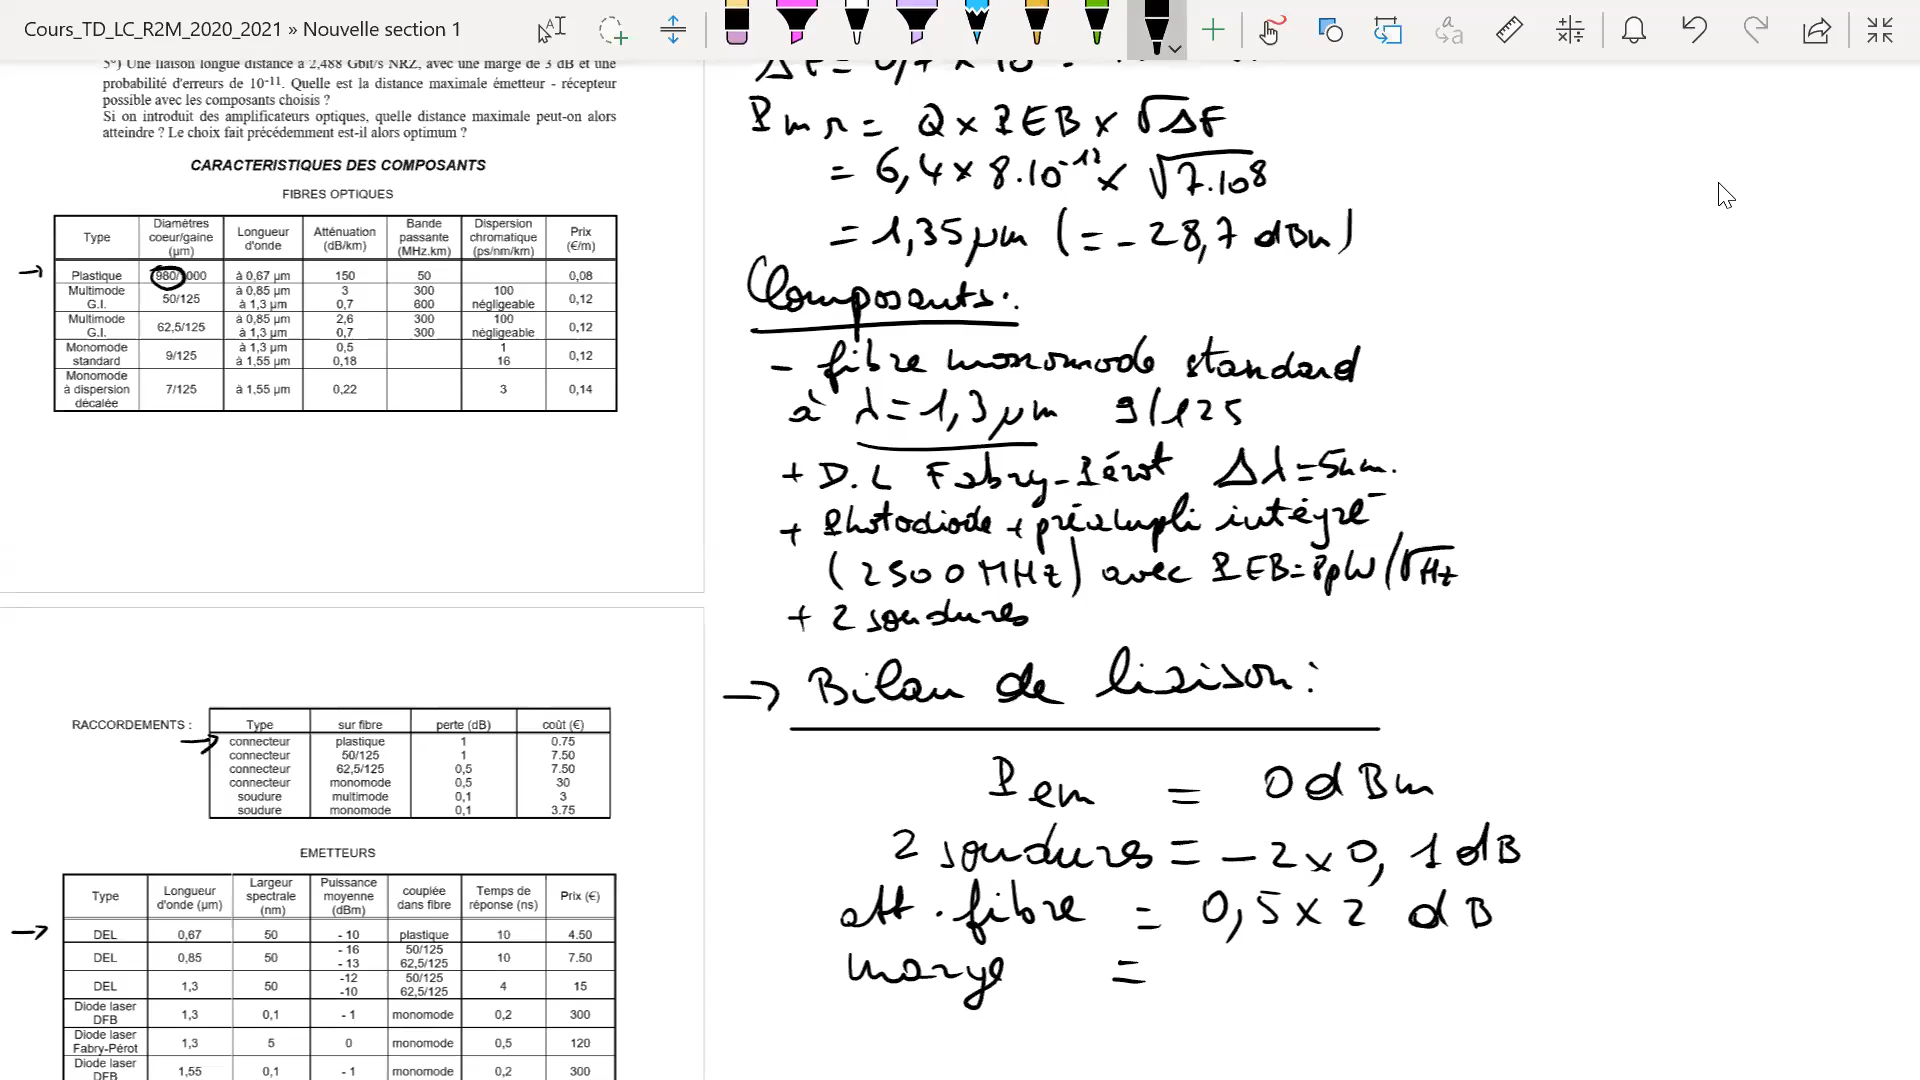 Cours_TD_LC_R2M_2020_2021 » Nouvelle section 1
5°) Une liaison longue distance à 2,488 Gbit/s NRZ, avec une marge de 3 dB et une
probabilité d'erreurs de 10-11. Quelle est la distance maximale émetteur - récepteur
possible avec les composants choisis ?
Si on introduit des amplificateurs optiques, quelle distance maximale peut-on alors
atteindre ? Le choix fait précédemment est-il alors optimum ?
CARACTERISTIQUES DES COMPOSANTS
FIBRES OPTIQUES
Type | Diamètres coeur/gaine (µm) | Longueur d'onde | Atténuation (dB/km) | Bande passante (MHz.km) | Dispersion chromatique (ps/nm/km) | Prix (€/m)
→ Plastique | 980/1000 | à 0,67 µm | 150 | 50 | | 0,08
Multimode G.I. | 50/125 | à 0,85 µm | 3 | 300 | 100 | 0,12
à 1,3 µm | 0,7 | 600 | négligeable
Multimode G.I. | 62,5/125 | à 0,85 µm | 2,6 | 300 | 100 | 0,12
à 1,3 µm | 0,7 | 300 | négligeable
Monomode standard | 9/125 | à 1,3 µm | 0,5 | | 1 | 0,12
à 1,55 µm | 0,18 | | 16
Monomode à dispersion décalée | 7/125 | à 1,55 µm | 0,22 | | 3 | 0,14
RACCORDEMENTS :
Type | sur fibre | perte (dB) | coût (€)
→ connecteur | plastique | 1 | 0.75
connecteur | 50/125 | 1 | 7.50
connecteur | 62,5/125 | 0,5 | 7.50
connecteur | monomode | 0,5 | 30
soudure | multimode | 0,1 | 3
soudure | monomode | 0,1 | 3.75
EMETTEURS
Type | Longueur d'onde (µm) | Largeur spectrale (nm) | Puissance moyenne (dBm) | couplée dans fibre | Temps de réponse (ns) | Prix (€)
→ DEL | 0,67 | 50 | - 10 | plastique | 10 | 4.50
DEL | 0,85 | 50 | - 16 | 50/125 | 10 | 7.50
- 13 | 62,5/125
DEL | 1,3 | 50 | -12 | 50/125 | 4 | 15
-10 | 62,5/125
Diode laser DFB | 1,3 | 0,1 | - 1 | monomode | 0,2 | 300
Diode laser Fabry-Pérot | 1,3 | 5 | 0 | monomode | 0,5 | 120
Diode laser DFB | 1,55 | 0,1 | - 1 | monomode | 0,2 | 300
Pmr = Q x PEB x √ΔF
= 6,4 x 8.10-12 x √7.108
= 1,35 µm (= - 28,7 dBm)
Composants :
- fibre monomode standard
à λ = 1,3 µm 9/125
+ D.L Fabry-Pérot Δλ = 5nm.
+ Photodiode + préampli intégré
(2500 MHz) avec PEB = 8pW/√Hz
+ 2 soudures
→ Bilan de liaison :
Pem = 0 dBm
2 soudures = - 2 x 0,1 dB
att. fibre = 0,5 x 2 dB
marge =